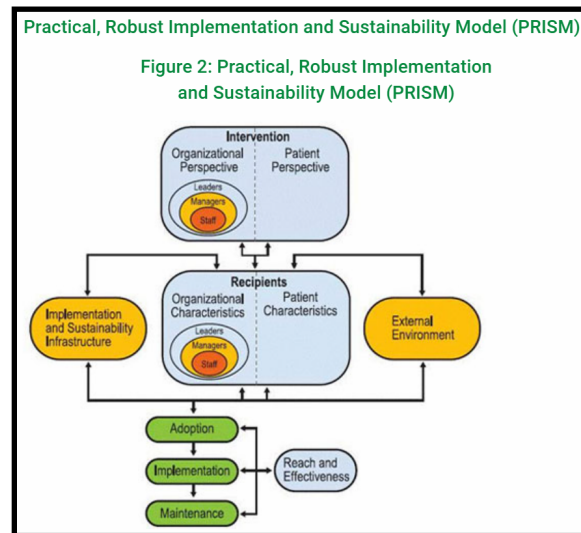 Practical, Robust Implementation and Sustainability Model (PRISM)
Figure 2: Practical, Robust Implementation
and Sustainability Model (PRISM)
Intervention
Organizational
Perspective
Patient
Perspective
Leaders
Managers
Staff
Recipients
Organizational
Characteristics
Patient
Characteristics
Leaders
Managers
Staff
Implementation
and Sustainability
Infrastructure
External
Environment
Adoption
Implementation
Maintenance
Reach and
Effectiveness